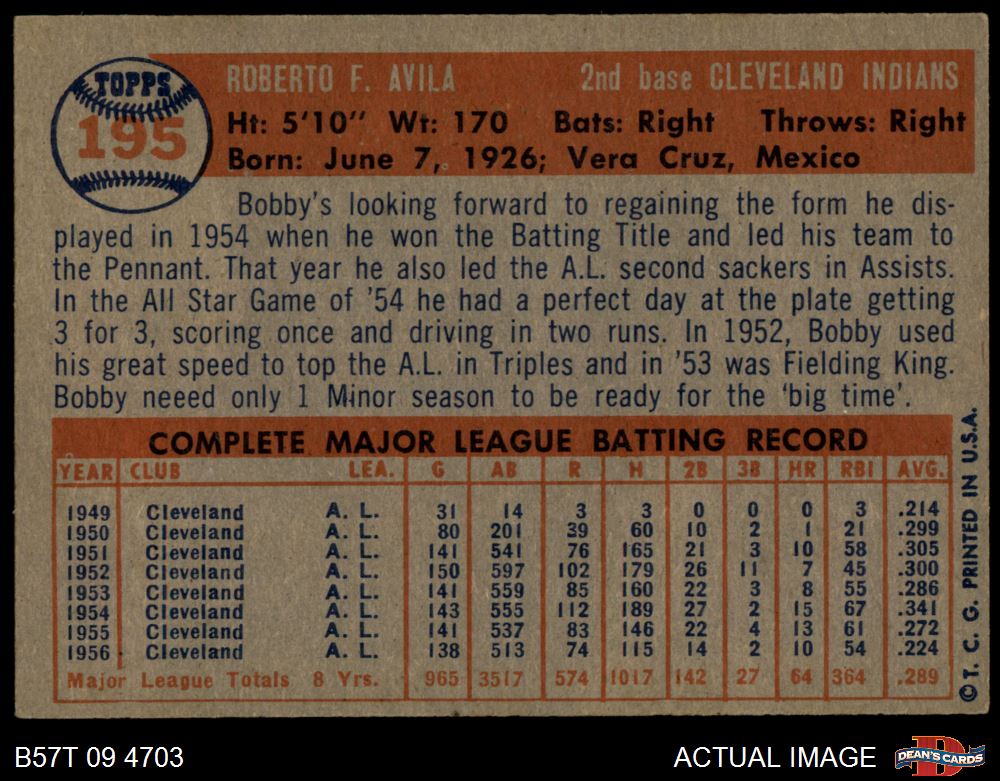 TOPPS
195
ROBERTO F. AVILA 2nd base CLEVELAND INDIANS
Ht: 5'10" Wt: 170 Bats: Right Throws: Right
Born: June 7, 1926; Vera Cruz, Mexico
Bobby's looking forward to regaining the form he dis-
played in 1954 when he won the Batting Title and led his team to
the Pennant. That year he also led the A.L. second sackers in Assists.
In the All Star Game of '54 he had a perfect day at the plate getting
3 for 3, scoring once and driving in two runs. In 1952, Bobby used
his great speed to top the A.L. in Triples and in '53 was Fielding King.
Bobby neeed only 1 Minor season to be ready for the 'big time'.
COMPLETE MAJOR LEAGUE BATTING RECORD
YEAR CLUB LEA. G AB R H 2B 3B HR RBI AVG.
1949 Cleveland A. L. 31 14 3 3 0 0 0 3 .214
1950 Cleveland A. L. 80 201 39 60 10 2 1 21 .299
1951 Cleveland A. L. 141 541 76 165 21 3 10 58 .305
1952 Cleveland A. L. 150 597 102 179 26 11 7 45 .300
1953 Cleveland A. L. 141 559 85 160 22 3 8 55 .286
1954 Cleveland A. L. 143 555 112 189 27 2 15 67 .341
1955 Cleveland A. L. 141 537 83 146 22 4 13 61 .272
1956 Cleveland A. L. 138 513 74 115 14 2 10 54 .224
Major League Totals 8 Yrs. 965 3517 574 1017 142 27 64 364 .289
© T. C. G. PRINTED IN U.S.A.
B57T 09 4703
ACTUAL IMAGE
DEAN'S CARDS